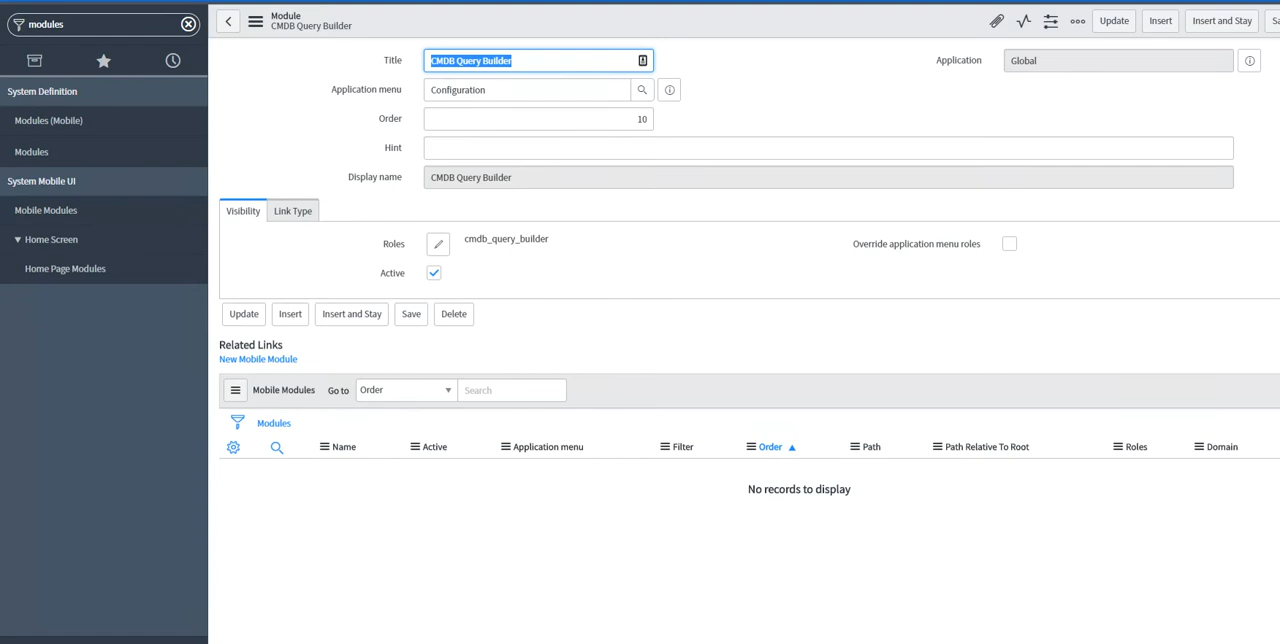 modules
System Definition
Modules (Mobile)
Modules
System Mobile UI
Mobile Modules
▼ Home Screen
Home Page Modules
Module
CMDB Query Builder
Update Insert Insert and Stay
Title CMDB Query Builder Application Global
Application menu Configuration
Order 10
Hint
Display name CMDB Query Builder
Visibility Link Type
Roles cmdb_query_builder Override application menu roles
Active
Update Insert Insert and Stay Save Delete
Related Links
New Mobile Module
Mobile Modules Go to Order Search
Modules
Name Active Application menu Filter Order ▲ Path Path Relative To Root Roles Domain
No records to display